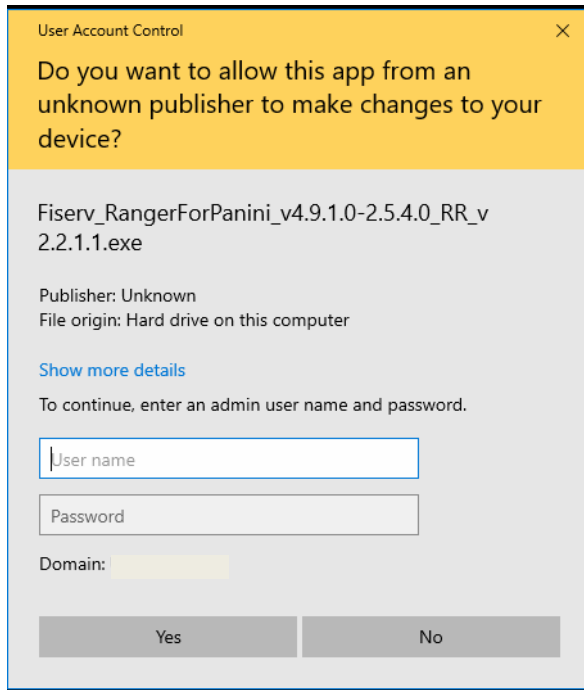 User Account Control
Do you want to allow this app from an
unknown publisher to make changes to your
device?
Fiserv_RangerForPanini_v4.9.1.0-2.5.4.0_RR_v
2.2.1.1.exe
Publisher: Unknown
File origin: Hard drive on this computer
Show more details
To continue, enter an admin user name and password.
User name
Password
Domain:
Yes
No